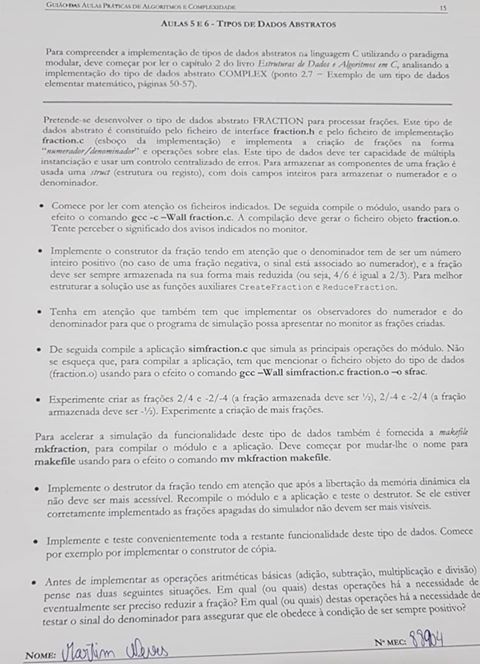 GUIÃO DAS AULAS PRÁTICAS DE ALGORITMOS E COMPLEXIDADE 15
AULAS 5 E 6 - TIPOS DE DADOS ABSTRATOS
Para compreender a implementação de tipos de dados abstratos na linguagem C utilizando o paradigma
modular, deve começar por ler o capítulo 2 do livro Estruturas de Dados e Algoritmos em C, analisando a
implementação do tipo de dados abstrato COMPLEX (ponto 2.7 – Exemplo de um tipo de dados
elementar matemático, páginas 50-57).
Pretende-se desenvolver o tipo de dados abstrato FRACTION para processar frações. Este tipo de
dados abstrato é constituído pelo ficheiro de interface fraction.h e pelo ficheiro de implementação
fraction.c (esboço da implementação) e implementa a criação de frações na forma
"numerador/denominador" e operações sobre elas. Este tipo de dados deve ter capacidade de múltipla
instanciação e usar um controlo centralizado de erros. Para armazenar as componentes de uma fração é
usada uma struct (estrutura ou registo), com dois campos inteiros para armazenar o numerador e o
denominador.
• Comece por ler com atenção os ficheiros indicados. De seguida compile o módulo, usando para o
efeito o comando gcc -c –Wall fraction.c. A compilação deve gerar o ficheiro objeto fraction.o.
Tente perceber o significado dos avisos indicados no monitor.
• Implemente o construtor da fração tendo em atenção que o denominador tem de ser um número
inteiro positivo (no caso de uma fração negativa, o sinal está associado ao numerador), e a fração
deve ser sempre armazenada na sua forma mais reduzida (ou seja, 4/6 é igual a 2/3). Para melhor
estruturar a solução use as funções auxiliares CreateFraction e ReduceFraction.
• Tenha em atenção que também tem que implementar os observadores do numerador e do
denominador para que o programa de simulação possa apresentar no monitor as frações criadas.
• De seguida compile a aplicação simfraction.c que simula as principais operações do módulo. Não
se esqueça que, para compilar a aplicação, tem que mencionar o ficheiro objeto do tipo de dados
(fraction.o) usando para o efeito o comando gcc –Wall simfraction.c fraction.o –o sfrac.
• Experimente criar as frações 2/4 e -2/-4 (a fração armazenada deve ser ½), 2/-4 e -2/4 (a fração
armazenada deve ser -½). Experimente a criação de mais frações.
Para acelerar a simulação da funcionalidade deste tipo de dados também é fornecida a makefile
mkfraction, para compilar o módulo e a aplicação. Deve começar por mudar-lhe o nome para
makefile usando para o efeito o comando mv mkfraction makefile.
• Implemente o destrutor da fração tendo em atenção que após a libertação da memória dinâmica ela
não deve ser mais acessível. Recompile o módulo e a aplicação e teste o destrutor. Se ele estiver
corretamente implementado as frações apagadas do simulador não devem ser mais visíveis.
• Implemente e teste convenientemente toda a restante funcionalidade deste tipo de dados. Comece
por exemplo por implementar o construtor de cópia.
• Antes de implementar as operações aritméticas básicas (adição, subtração, multiplicação e divisão)
pense nas duas seguintes situações. Em qual (ou quais) destas operações há a necessidade de
eventualmente ser preciso reduzir a fração? Em qual (ou quais) destas operações há a necessidade de
testar o sinal do denominador para assegurar que ele obedece à condição de ser sempre positivo?
NOME: Martim Neves Nº MEC: 88904